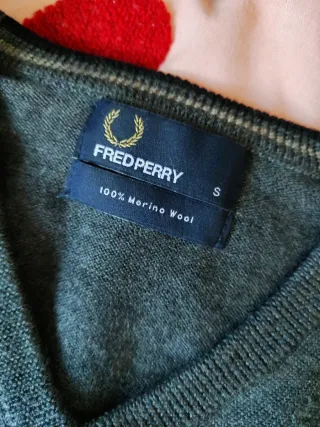 FRED PERRY
S
100% Merino Wool